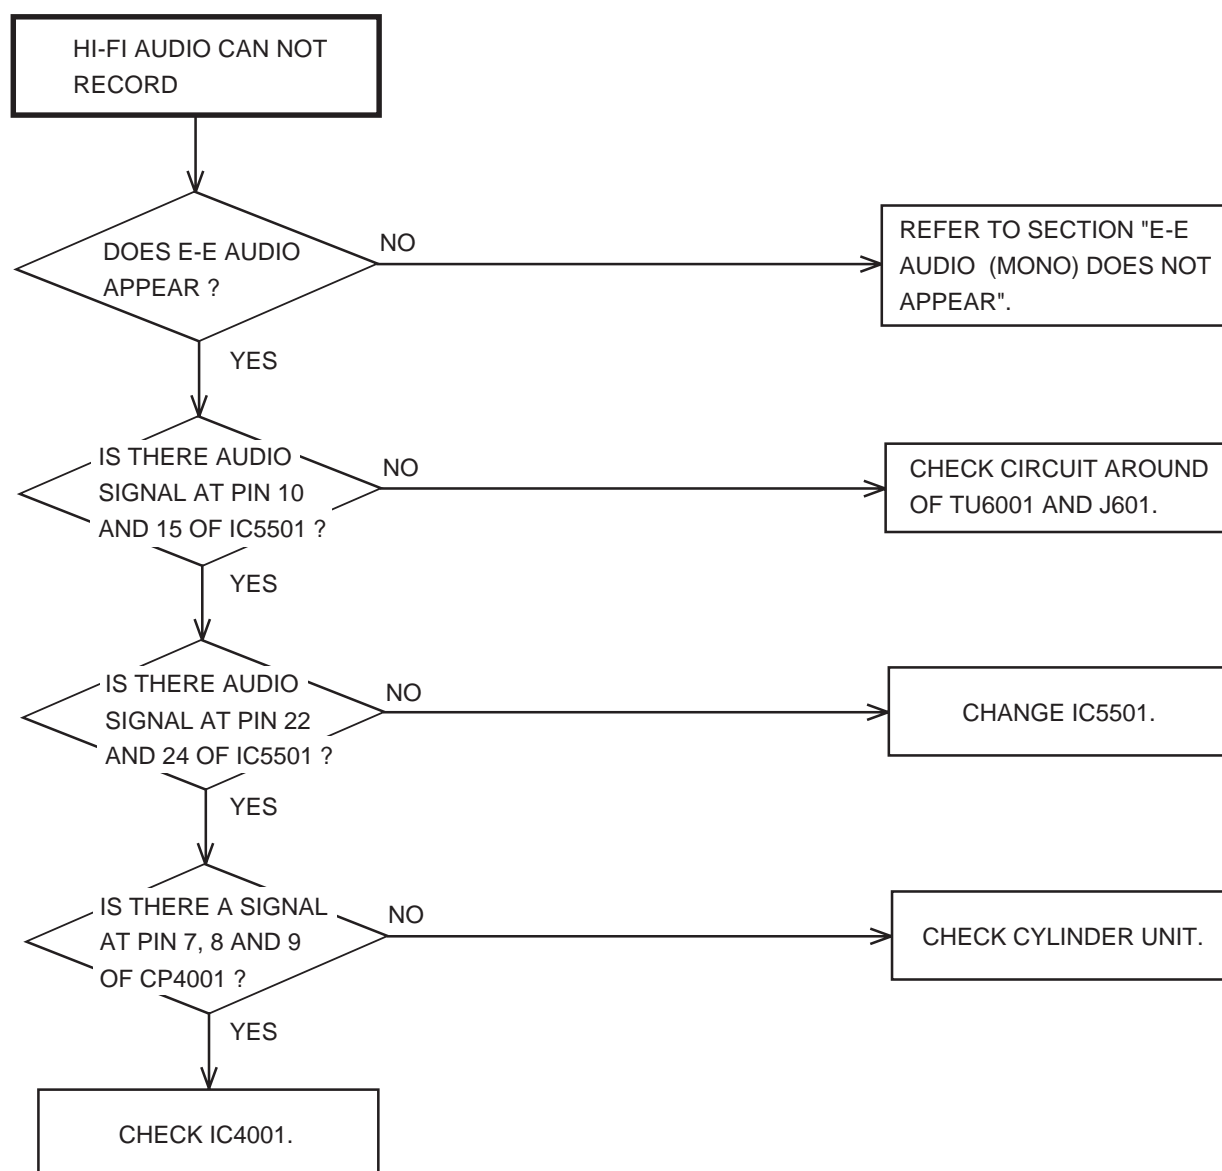 HI-FI AUDIO CAN NOT
RECORD
DOES E-E AUDIO
APPEAR ?
NO
REFER TO SECTION "E-E
AUDIO (MONO) DOES NOT
APPEAR".
YES
IS THERE AUDIO
SIGNAL AT PIN 10
AND 15 OF IC5501 ?
NO
CHECK CIRCUIT AROUND
OF TU6001 AND J601.
YES
IS THERE AUDIO
SIGNAL AT PIN 22
AND 24 OF IC5501 ?
NO
CHANGE IC5501.
YES
IS THERE A SIGNAL
AT PIN 7, 8 AND 9
OF CP4001 ?
NO
CHECK CYLINDER UNIT.
YES
CHECK IC4001.